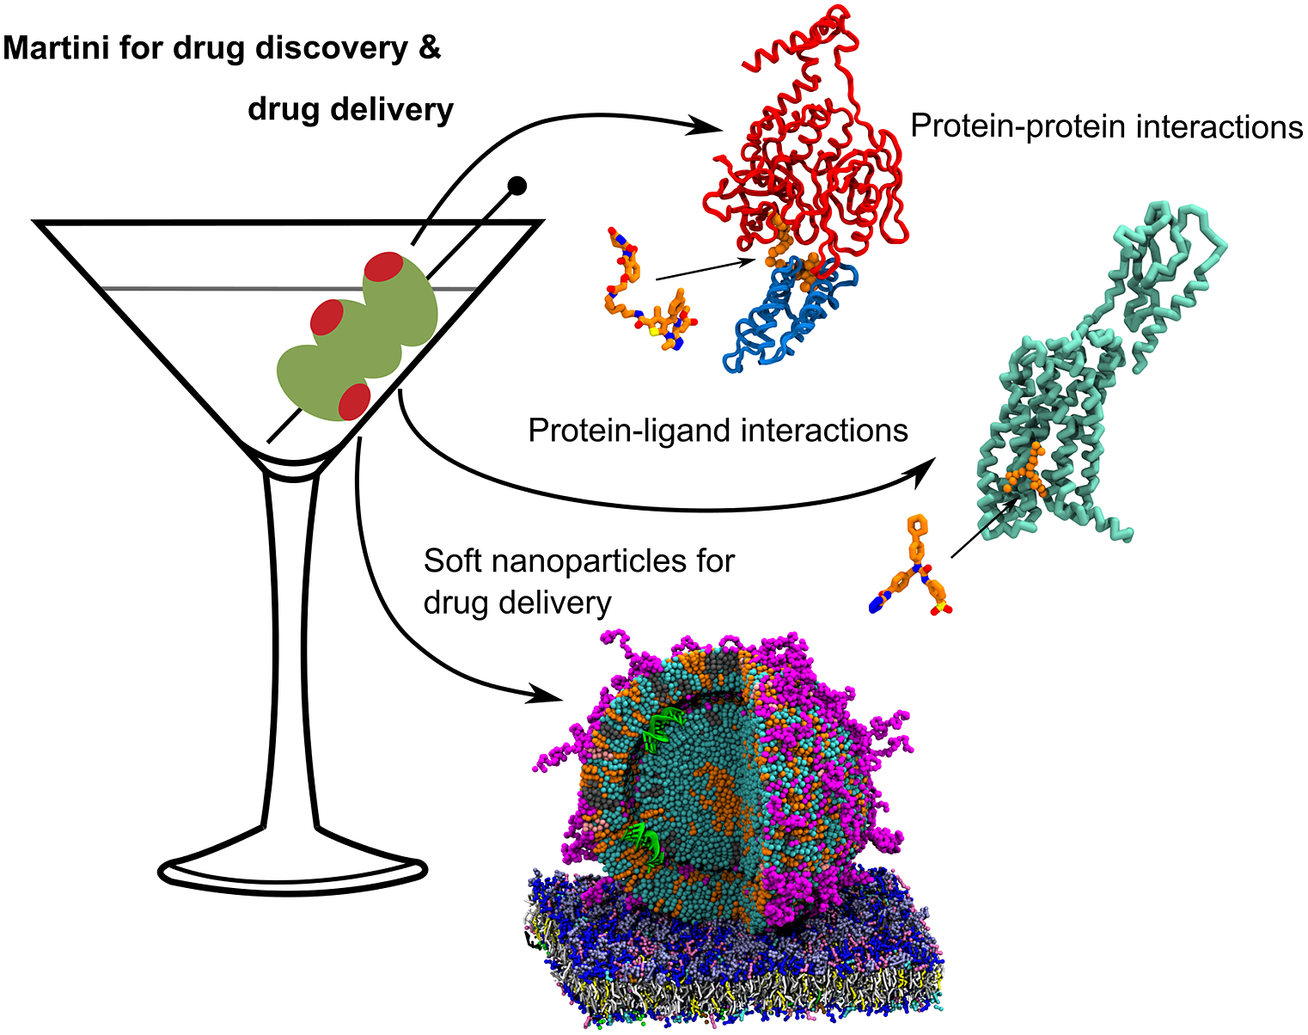 Martini for drug discovery &
drug delivery
Protein-protein interactions
Protein-ligand interactions
Soft nanoparticles for
drug delivery